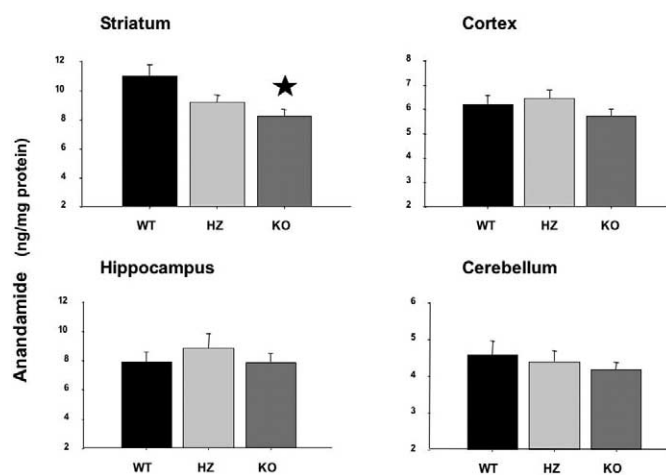 Striatum
12
10
8
6
4
2
WT HZ KO
Cortex
8
7
6
5
4
3
2
WT HZ KO
Anandamide (ng/mg protein)
Hippocampus
12
10
8
6
4
2
WT HZ KO
Cerebellum
6
5
4
3
2
WT HZ KO